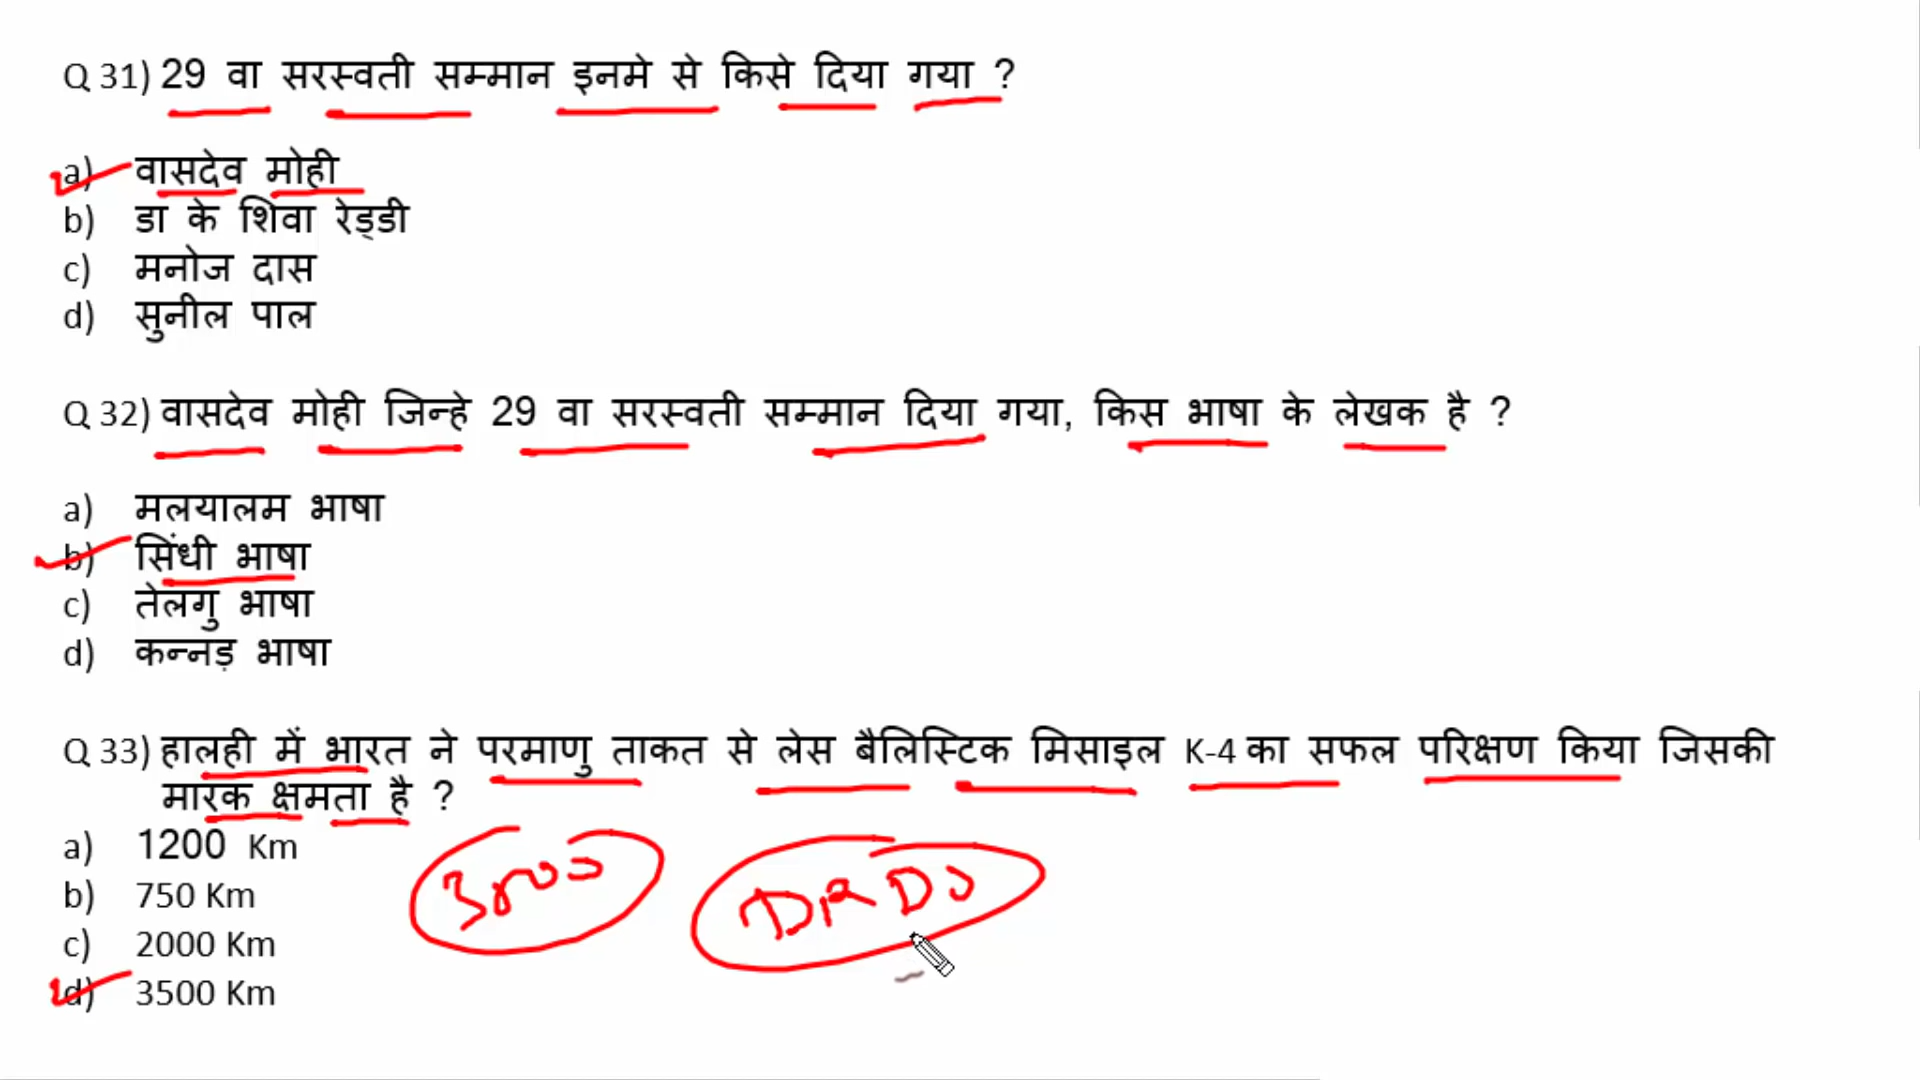 Q 31) 29 वा सरस्वती सम्मान इनमे से किसे दिया गया ?
a) वासदेव मोही
b) डा के शिवा रेड्डी
c) मनोज दास
d) सुनील पाल
Q 32) वासदेव मोही जिन्हे 29 वा सरस्वती सम्मान दिया गया, किस भाषा के लेखक है ?
a) मलयालम भाषा
b) सिंधी भाषा
c) तेलगु भाषा
d) कन्नड़ भाषा
Q 33) हालही में भारत ने परमाणु ताकत से लेस बैलिस्टिक मिसाइल K-4 का सफल परिक्षण किया जिसकी
मारक क्षमता है ?
a) 1200 Km
b) 750 Km
c) 2000 Km
d) 3500 Km
DRDO